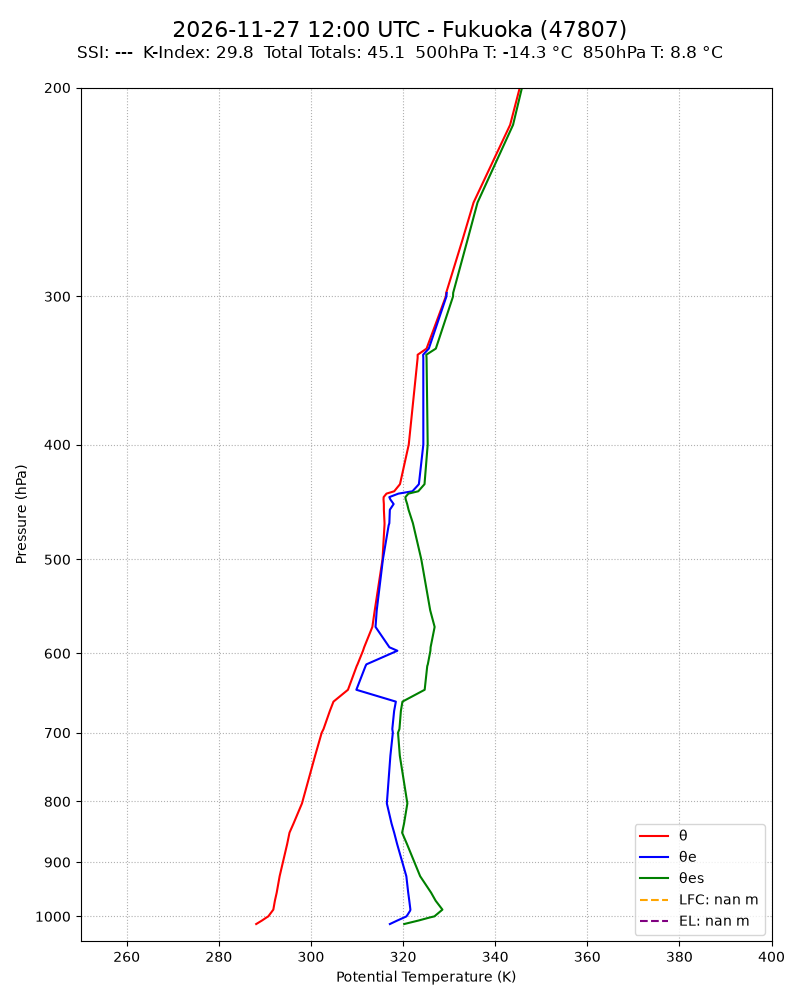 2026-11-27 12:00 UTC - Fukuoka (47807)
SSI: ---  K-Index: 29.8  Total Totals: 45.1  500hPa T: -14.3 °C  850hPa T: 8.8 °C
200
300
400
500
600
700
800
900
1000
Pressure (hPa)
θ
θe
θes
LFC: nan m
EL: nan m
260 280 300 320 340 360 380 400
Potential Temperature (K)